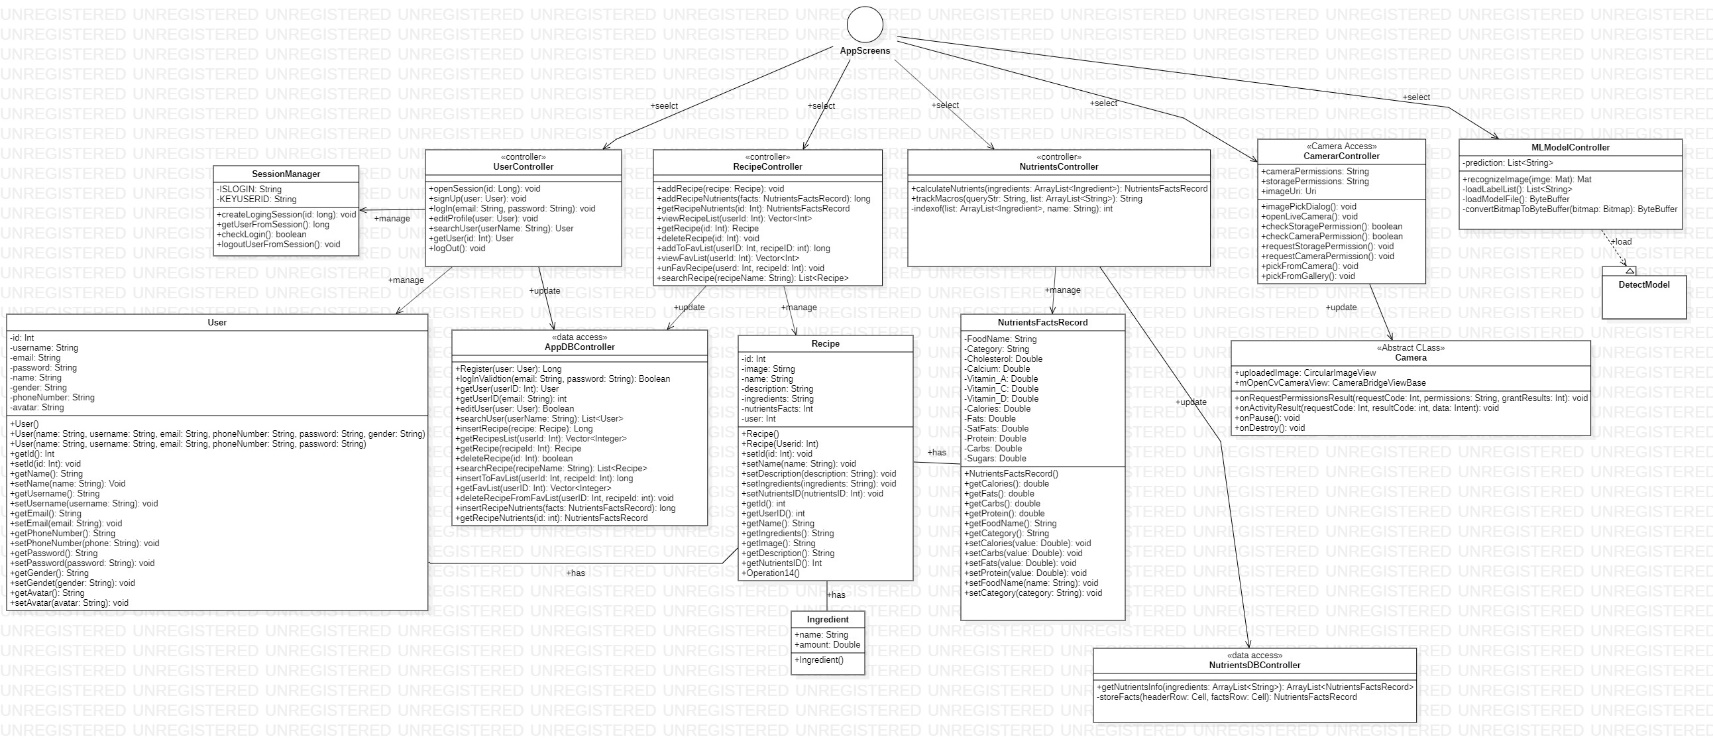 AppScreens
+seelct
+select
+select
+select
+select
SessionManager
-ISLOGIN: String
-KEYUSERID: String
+createLogingSession(id: long): void
+getUserFromSession(): long
+checkLogin(): boolean
+logoutUserFromSession(): void
+manage
«controller»
UserController
+openSession(id: Long): void
+signUp(user: User): void
+logIn(email: String, password: String): void
+editProfile(user: User): void
+searchUser(userName: String): User
+getUser(id: Int): User
+logOut(): void
«controller»
RecipeController
+addRecipe(recipe: Recipe): void
+addRecipeNutrients(facts: NutrientsFactsRecord): long
+getRecipeNutrients(id: Int): NutrientsFactsRecord
+viewRecipeList(userId: Int): Vector<Int>
+getRecipe(id: Int): Recipe
+deleteRecipe(id: Int): void
+addToFavList(userID: Int, recipeID: int): long
+viewFavList(userId: Int): Vector<Int>
+unFavRecipe(userd: Int, recipeId: Int): void
+searchRecipe(recipeName: String): List<Recipe>
«controller»
NutrientsController
+calculateNutrients(ingredients: ArrayList<Ingredient>): NutrientsFactsRecord
+trackMacros(queryStr: String, list: ArrayList<String>): String
-indexof(list: ArrayList<Ingredient>, name: String): int
«Camera Access»
CamerarController
+cameraPermissions: String
+storagePermissions: String
+imageUri: Uri
+imagePickDialog(): void
+openLiveCamera(): void
+checkStoragePermission(): boolean
+checkCameraPermission(): boolean
+requestStoragePermission(): void
+requestCameraPermission(): void
+pickFromCamera(): void
+pickFromGallery(): void
MLModelController
-prediction: List<String>
+recognizeImage(imge: Mat): Mat
-loadLabelList(): List<String>
-loadModelFile(): ByteBuffer
-convertBitmapToByteBuffer(bitmap: Bitmap): ByteBuffer
+load
DetectModel
+manage
+update
+update
+manage
+manage
+update
+update
User
-id: Int
-username: String
-email: String
-password: String
-name: String
-gender: String
-phoneNumber: String
-avatar: String
+User()
+User(name: String, username: String, email: String, phoneNumber: String, password: String, gender: String)
+User(name: String, username: String, email: String, phoneNumber: String, password: String)
+getId(): Int
+setId(id: Int): void
+getName(): String
+setName(name: String): Void
+getUsername(): String
+setUsername(username: String): void
+getEmail(): String
+setEmail(email: String): void
+getPhoneNumber(): String
+setPhoneNumber(phone: String): void
+getPassword(): String
+setPassword(password: String): void
+getGender(): String
+setGendet(gender: String): void
+getAvatar(): String
+setAvatar(avatar: String): void
«data access»
AppDBController
+Register(user: User): Long
+logInValidtion(email: String, password: String): Boolean
+getUser(userID: Int): User
+getUserID(email: String): int
+editUser(user: User): Boolean
+searchUser(userName: String): List<User>
+insert(recipe: Recipe): Long
+getRecipesList(userId: Int): Vector<Integer>
+getRecipe(recipeId: Int): Recipe
+deleteRecipe(id: Int): boolean
+searchRecipe(recipeName: String): List<Recipe>
+insertToFavList(userId: Int, recipeId: Int): long
+getFavList(userID: Int): Vector<Integer>
+deleteRecipeFromFavList(userID: Int, recipeId: int): void
+insertRecipeNutrients(facts: NutrientsFactsRecord): long
+getRecipeNutrients(id: int): NutrientsFactsRecord
Recipe
-id: Int
-image: Stirng
-name: String
-description: String
-ingredients: String
-nutrientsFacts: Int
-user: Int
+Recipe()
+Recipe(Userid: Int)
+setId(id: Int): void
+setName(name: String): void
+setDescription(description: String): void
+setIngredients(ingredients: String): void
+setNutrientsID(nutrientsID: Int): void
+getId(): int
+getUserID(): int
+getName(): String
+getIngredients(): String
+getImage(): String
+getDescription(): String
+getNutrientsID(): Int
+Operation14()
+has
+has
+has
NutrientsFactsRecord
-FoodName: String
-Category: String
-Cholesterol: Double
-Calcium: Double
-Vitamin_A: Double
-Vitamin_C: Double
-Vitamin_D: Double
-Calories: Double
-Fats: Double
-SatFats: Double
-Protein: Double
-Carbs: Double
-Sugars: Double
+NutrientsFactsRecord()
+getCalories(): double
+getFats(): double
+getCarbs(): double
+getProtein(): double
+getFoodName(): String
+getCategory(): String
+setCalories(value: Double): void
+setCarbs(value: Double): void
+setFats(value: Double): void
+setProtein(value: Double): void
+setFoodName(name: String): void
+setCategory(category: String): void
«Abstract CLass»
Camera
+uploadedImage: CircularImageView
+mOpenCvCameraView: CameraBridgeViewBase
+onRequestPermissionsResult(requestCode: Int, permissions: String, grantResults: Int): void
+onActivityResult(requestCode: Int, resultCode: int, data: Intent): void
+onPause(): void
+onDestroy(): void
Ingredient
+name: String
+amount: Double
+Ingredient()
«data access»
NutrientsDBController
+getNutrientsInfo(ingredients: ArrayList<String>): ArrayList<NutrientsFactsRecord>
-storeFacts(headerRow: Cell, factsRow: Cell): NutrientsFactsRecord